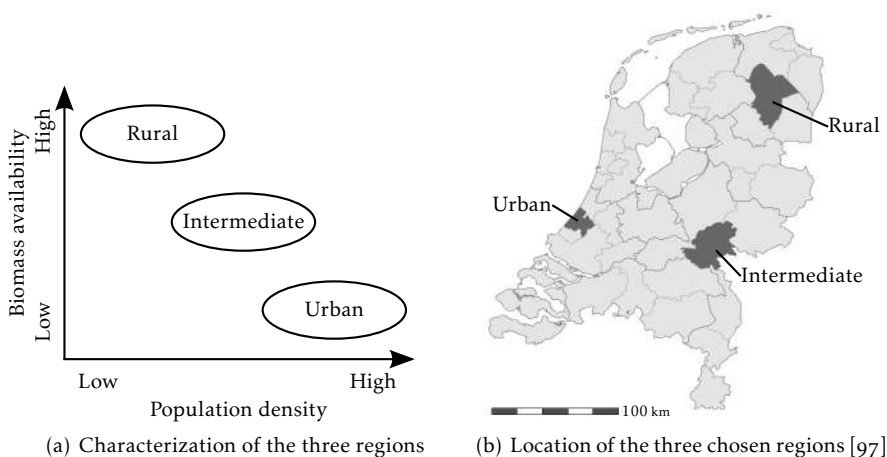 Biomass availability
High
Low
Rural
Intermediate
Urban
Low
High
Population density
(a) Characterization of the three regions
Rural
Urban
Intermediate
100 km
(b) Location of the three chosen regions [97]